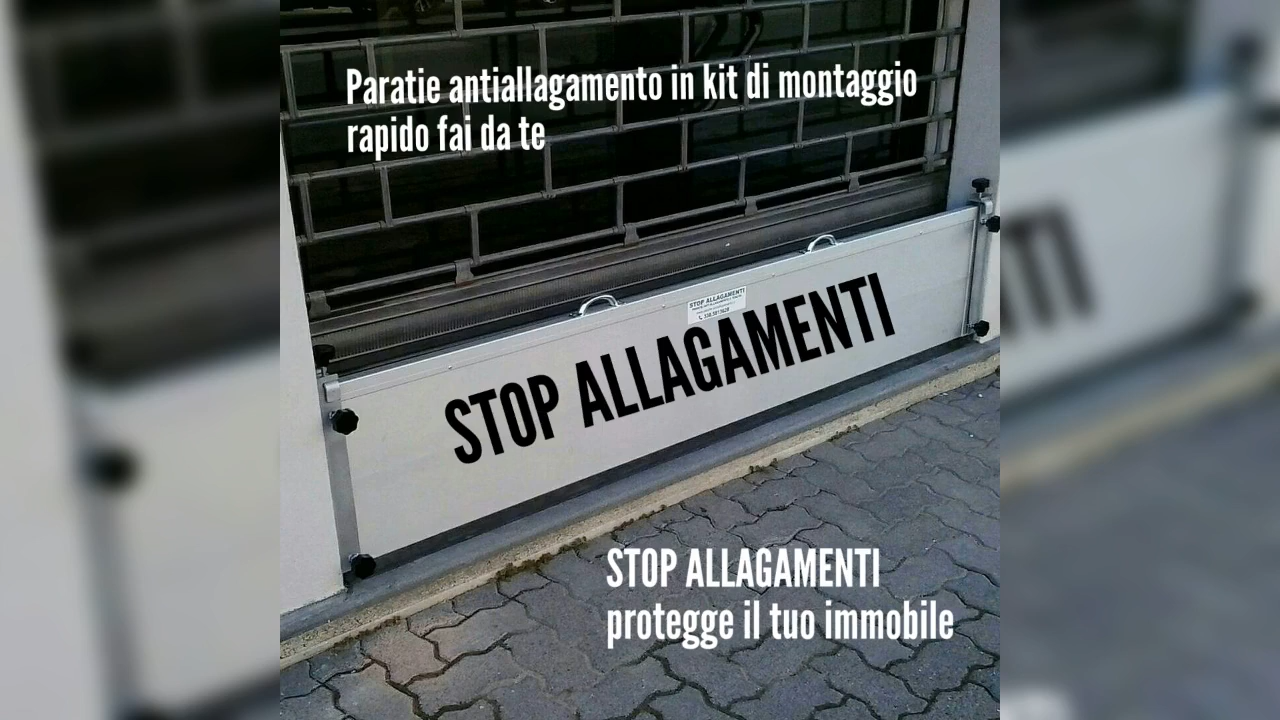 Paratie antiallagamento in kit di montaggio
rapido fai da te
STOP ALLAGAMENTI
STOP ALLAGAMENTI
STOP ALLAGAMENTI
protegge il tuo immobile